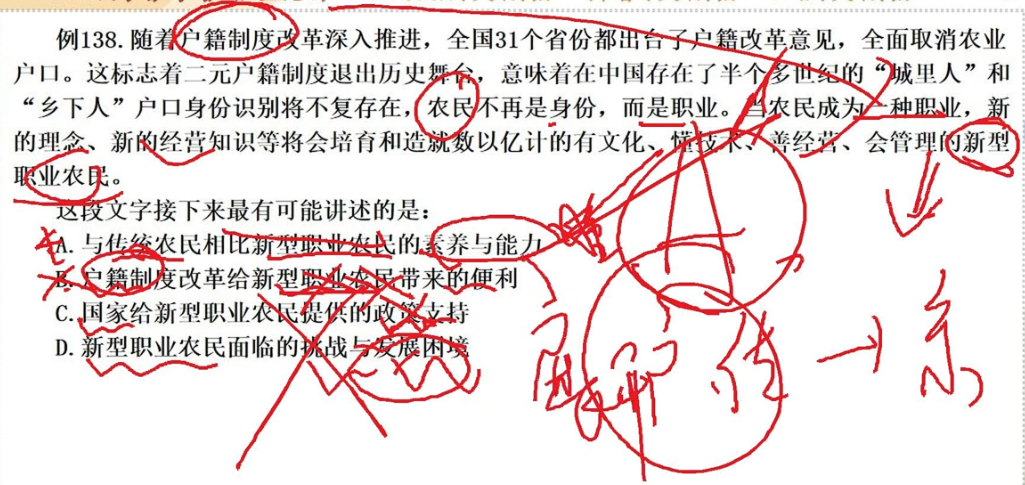 例138.随着户籍制度改革深入推进，全国31个省份都出台了户籍改革意见，全面取消农业
户口。这标志着二元户籍制度退出历史舞台，意味着在中国存在了半个多世纪的“城里人”和
“乡下人”户口身份识别将不复存在，农民不再是身份，而是职业。当农民成为一种职业，新
的理念、新的经营知识等将会培育和造就数以亿计的有文化、懂技术、善经营、会管理的新型
职业农民。
这段文字接下来最有可能讲述的是：
A.与传统农民相比新型职业农民的素养与能力
B.户籍制度改革给新型职业农民带来的便利
C.国家给新型职业农民提供的政策支持
D.新型职业农民面临的挑战与发展困境